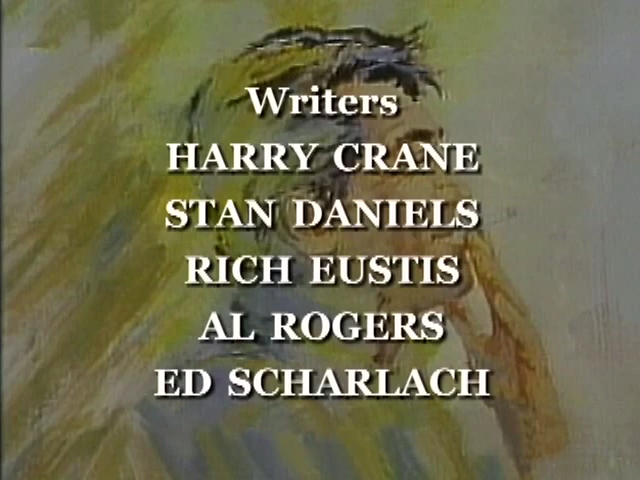 Writers
HARRY CRANE
STAN DANIELS
RICH EUSTIS
AL ROGERS
ED SCHARLACH